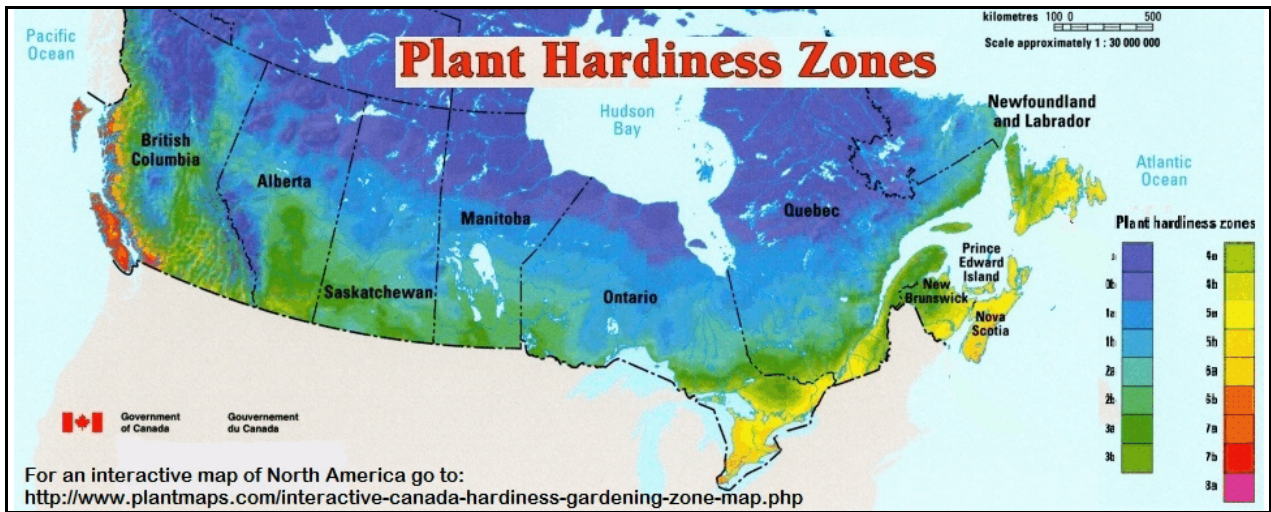 Pacific
Ocean
kilometres 100 0 500
Scale approximately 1 : 30 000 000
Plant Hardiness Zones
Hudson
Bay
Newfoundland
and Labrador
British
Columbia
Alberta
Manitoba
Quebec
Atlantic
Ocean
Saskatchewan
Ontario
Prince
Edward
Island
New
Brunswick
Nova
Scotia
Plant hardiness zones
0b
1a
1b
2a
2b
3a
3b
4a
4b
5a
5b
6a
6b
7a
7b
8a
Government
of Canada
Gouvernement
du Canada
For an interactive map of North America go to:
http://www.plantmaps.com/interactive-canada-hardiness-gardening-zone-map.php